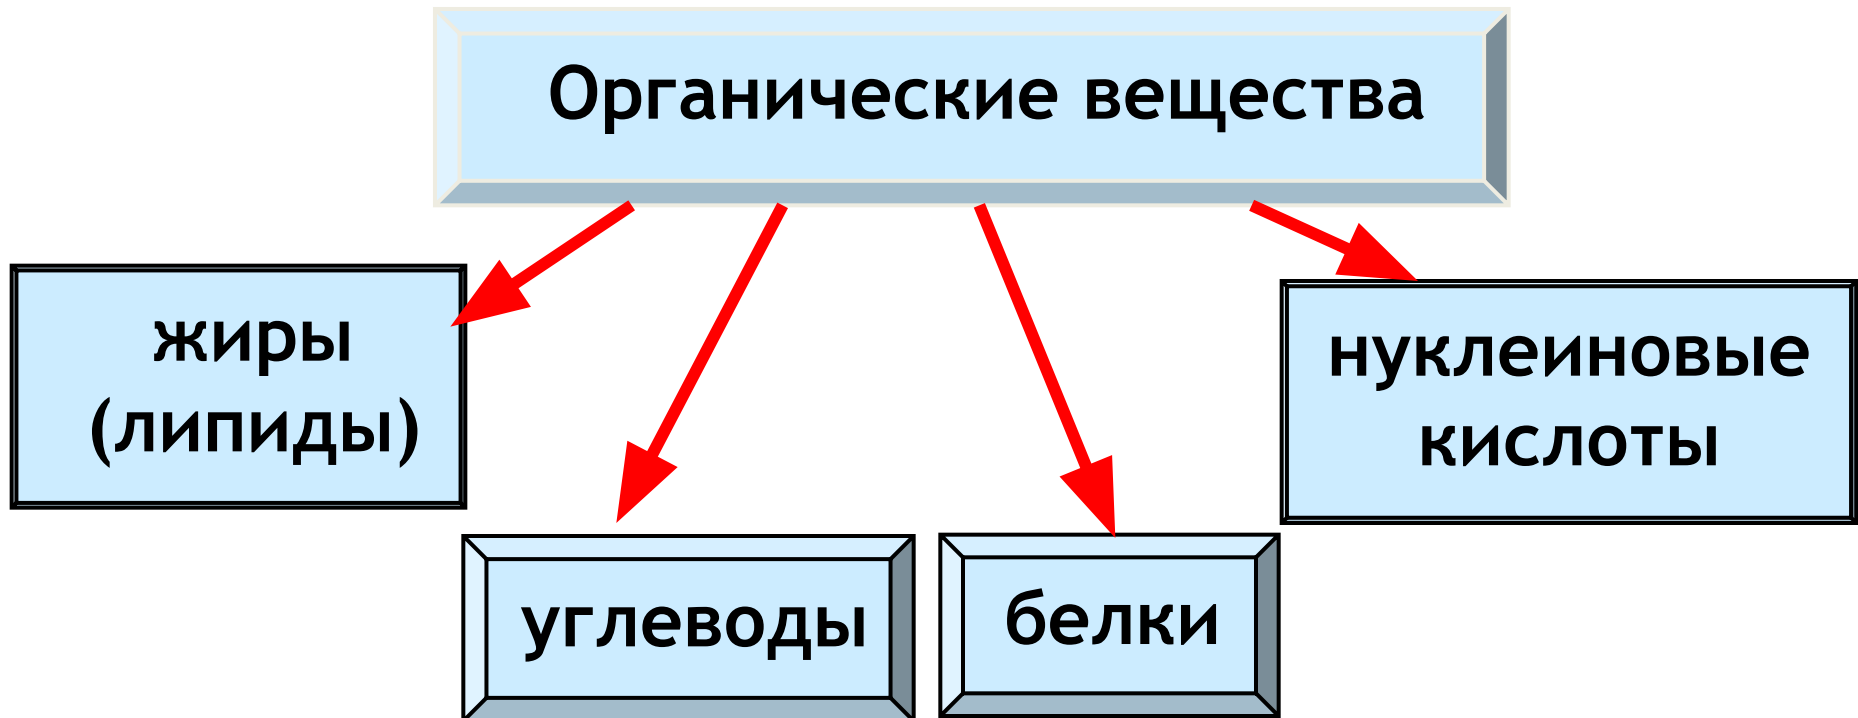 Органические вещества
жиры
(липиды)
углеводы
белки
нуклеиновые
кислоты